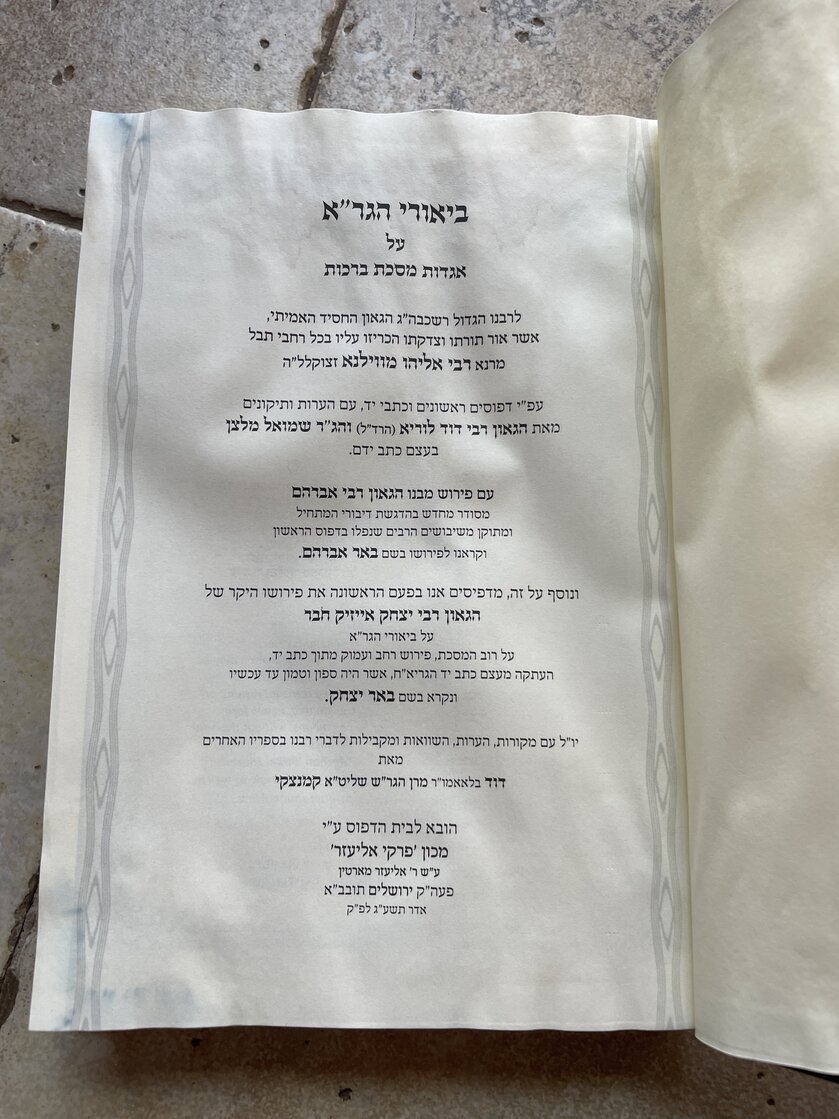 ביאורי הגר"א
על
אגדות מסכת ברכות
לרבנו הגדול רשכבה"ג הגאון החסיד האמיתי,
אשר אור תורתו וצדקתו הכריזו עליו בכל רחבי תבל
מרנא רבי אליהו מווילנא זצוקללה"ה
עפ"י דפוסים ראשונים וכתבי יד, עם הערות ותיקונים
מאת הגאון רבי דוד לוריא (הרד"ל) והג"ר שמואל מלצן
בעצם כתב ידם.
עם פירוש מבנו הגאון רבי אברהם
מסודר מחדש בהדגשת דיבורי המתחיל
ומתוקן משיבושים הרבים שנפלו בדפוס הראשון
וקראנו לפירושו בשם באר אברהם.
ונוסף על זה, מדפיסים אנו בפעם הראשונה את פירושו היקר של
הגאון רבי יצחק אייזיק חבר
על ביאורי הגר"א
על רוב המסכת, פירוש רחב ועמוק מתוך כתב יד,
העתקה מעצם כתב יד הגריא"ח, אשר היה ספון וטמון עד עכשיו
ונקרא בשם באר יצחק.
יו"ל עם מקורות, הערות, השוואות ומקבילות לדברי רבנו בספריו האחרים
מאת
דוד בלאאמו"ר מרן הגר"ש שליט"א קמנצקי
הובא לבית הדפוס ע"י
מכון 'פרקי אליעזר'
ע"ש ר' אליעזר מארטין
פעה"ק ירושלים תובב"א
אדר תשע"ג לפ"ק